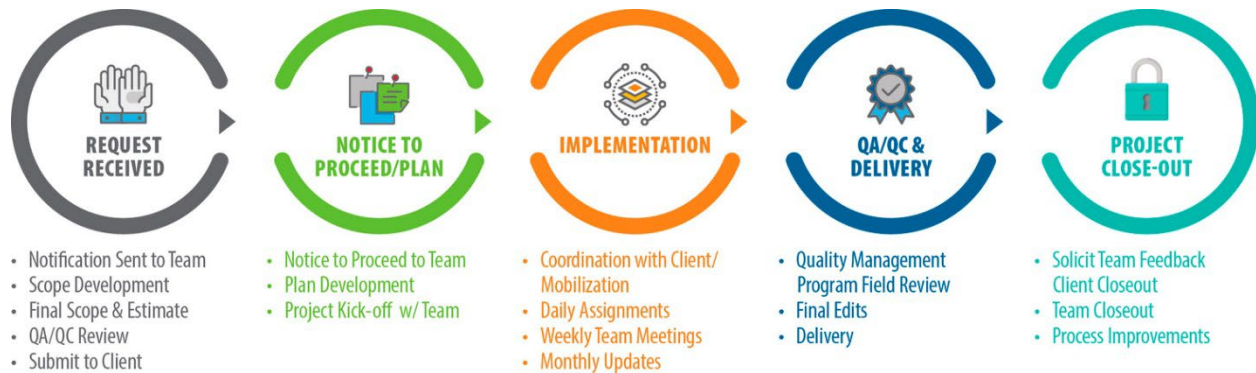 REQUEST
RECEIVED
• Notification Sent to Team
• Scope Development
• Final Scope & Estimate
• QA/QC Review
• Submit to Client
NOTICE TO
PROCEED/PLAN
• Notice to Proceed to Team
• Plan Development
• Project Kick-off w/ Team
IMPLEMENTATION
• Coordination with Client/
Mobilization
• Daily Assignments
• Weekly Team Meetings
• Monthly Updates
QA/QC &
DELIVERY
• Quality Management
Program Field Review
• Final Edits
• Delivery
PROJECT
CLOSE-OUT
• Solicit Team Feedback
Client Closeout
• Team Closeout
• Process Improvements